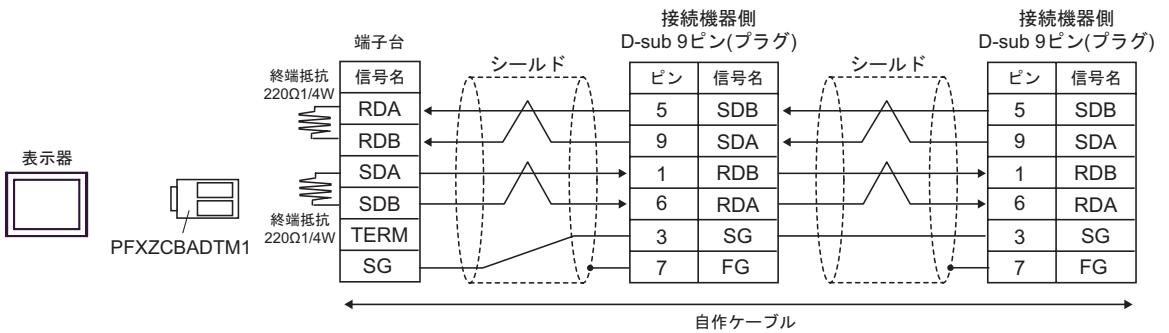 接続機器側
D-sub 9ピン(プラグ)
接続機器側
D-sub 9ピン(プラグ)
端子台
シールド
シールド
終端抵抗
220Ω1/4W
信号名
RDA
RDB
SDA
SDB
TERM
SG
終端抵抗
220Ω1/4W
ピン 信号名
5 SDB
9 SDA
1 RDB
6 RDA
3 SG
7 FG
ピン 信号名
5 SDB
9 SDA
1 RDB
6 RDA
3 SG
7 FG
表示器
PFXZCBADTM1
自作ケーブル